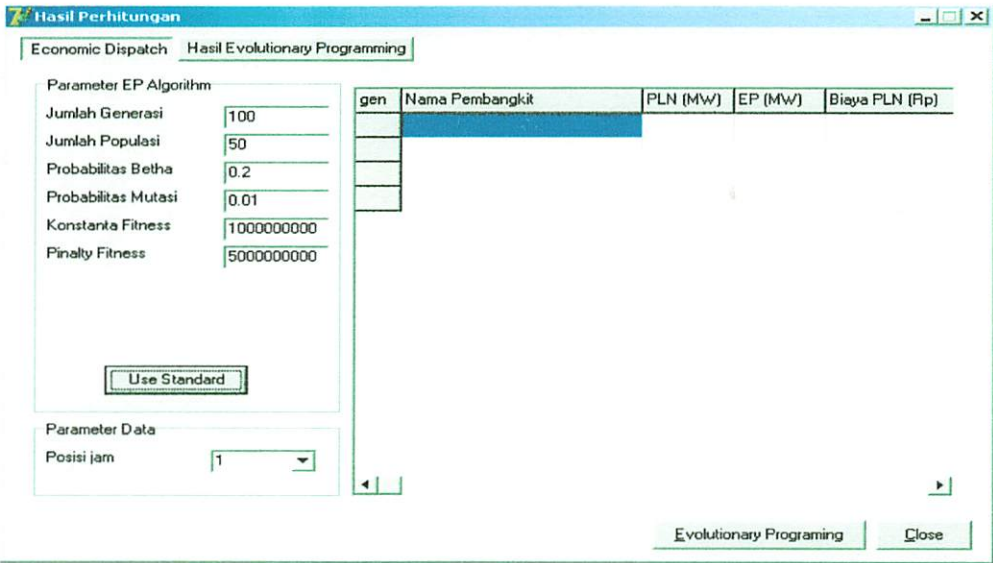 Hasil Perhitungan
Economic Dispatch Hasil Evolutionary Programming
Parameter EP Algorithm
Jumlah Generasi 100
Jumlah Populasi 50
Probabilitas Betha 0.2
Probabilitas Mutasi 0.01
Konstanta Fitness 1000000000
Pinalty Fitness 5000000000
Use Standard
Parameter Data
Posisi jam 1
gen Nama Pembangkit PLN (MW) EP (MW) Biaya PLN (Rp)
Evolutionary Programing Close